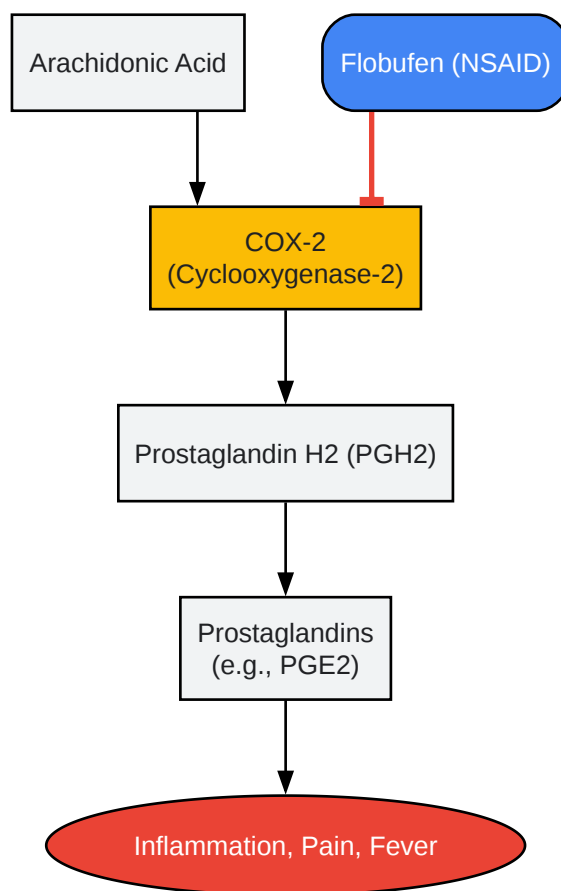 Arachidonic Acid
Flobufen (NSAID)
COX-2
(Cyclooxygenase-2)
Prostaglandin H2 (PGH2)
Prostaglandins
(e.g., PGE2)
Inflammation, Pain, Fever